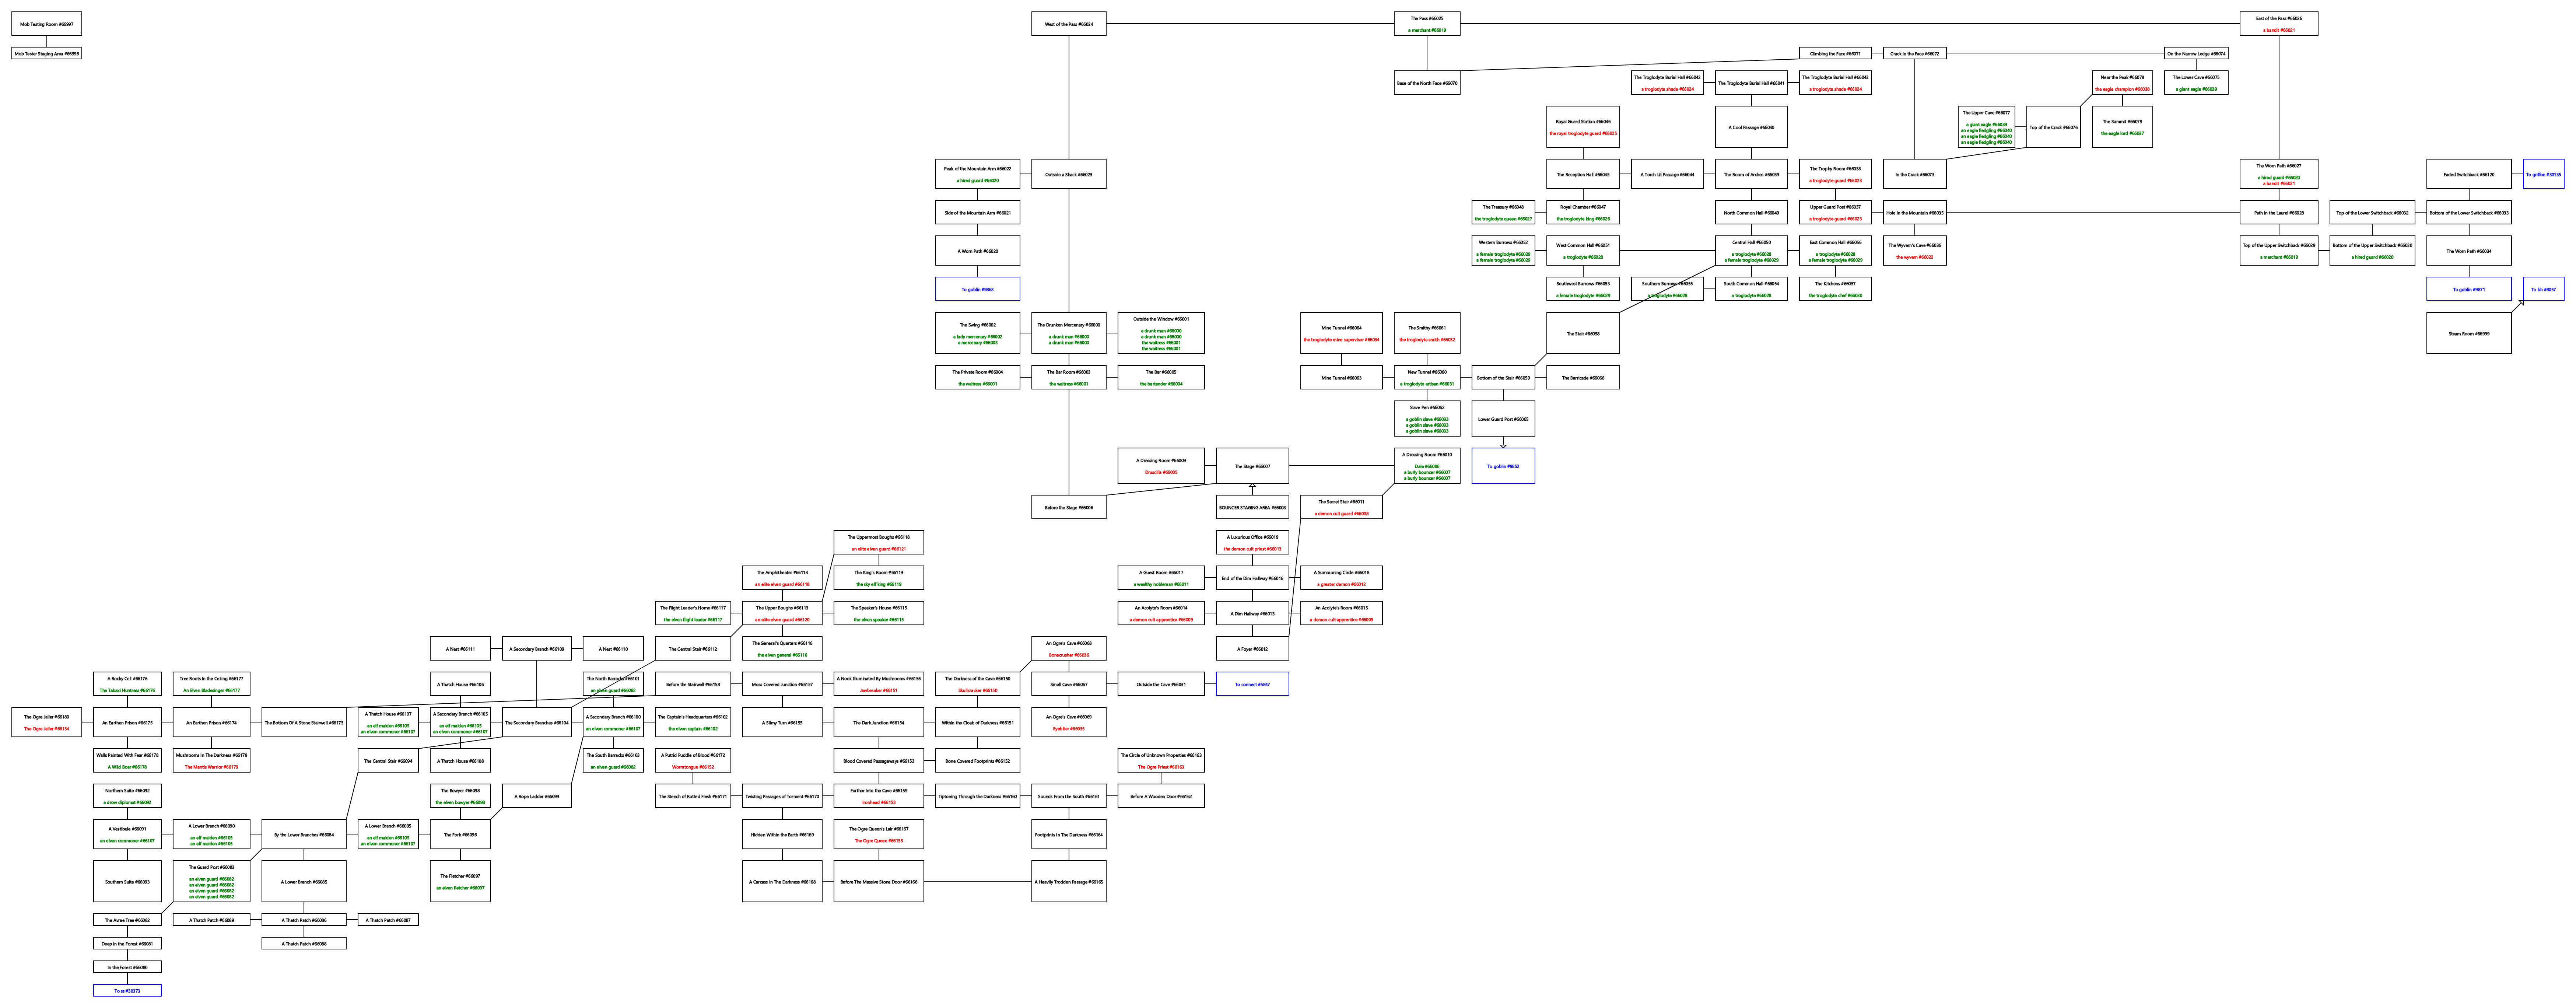 Mob Testing Room #66997
West of the Pass #66024
The Pass #66025
a merchant #66019
East of the Pass #66026
a bandit #66021
Mob Tester Staging Area #66998
Climbing the Face #66071
Crack in the Face #66072
On the Narrow Ledge #66074
Base of the North Face #66070
The Troglodyte Burial Hall #66042
a troglodyte shade #66024
The Troglodyte Burial Hall #66041
The Troglodyte Burial Hall #66043
a troglodyte shade #66024
Near the Peak #66078
the eagle champion #66038
The Lower Cave #66075
a giant eagle #66039
Royal Guard Station #66046
the royal troglodyte guard #66025
A Cool Passage #66040
The Upper Cave #66077
a giant eagle #66039
an eagle fledgling #66040
an eagle fledgling #66040
an eagle fledgling #66040
Top of the Crack #66076
The Summit #66079
the eagle lord #66037
Peak of the Mountain Arm #66022
a hired guard #66020
Outside a Shack #66023
The Reception Hall #66045
A Torch Lit Passage #66044
The Room of Arches #66039
The Trophy Room #66038
a troglodyte guard #66023
In the Crack #66073
The Worn Path #66027
a hired guard #66020
a bandit #66021
Faded Switchback #66120
To griffon #30135
Side of the Mountain Arm #66021
The Treasury #66048
the troglodyte queen #66027
Royal Chamber #66047
the troglodyte king #66026
North Common Hall #66049
Upper Guard Post #66037
a troglodyte guard #66023
Hole in the Mountain #66035
Path in the Laurel #66028
Top of the Lower Switchback #66032
Bottom of the Lower Switchback #66033
A Worn Path #66020
Western Burrows #66052
a female troglodyte #66029
a female troglodyte #66029
West Common Hall #66051
a troglodyte #66028
Central Hall #66050
a troglodyte #66028
a female troglodyte #66029
East Common Hall #66056
a troglodyte #66028
a female troglodyte #66029
The Wyvern's Cave #66036
the wyvern #66022
Top of the Upper Switchback #66029
a merchant #66019
Bottom of the Upper Switchback #66030
a hired guard #66020
The Worn Path #66034
To goblin #9863
Southwest Burrows #66053
a female troglodyte #66029
Southern Burrows #66055
a troglodyte #66028
South Common Hall #66054
a troglodyte #66028
The Kitchens #66057
the troglodyte chef #66030
To goblin #9871
To bh #8057
The Swing #66002
a lady mercenary #66002
a mercenary #66003
The Drunken Mercenary #66000
a drunk man #66000
a drunk man #66000
Outside the Window #66001
a drunk man #66000
a drunk man #66000
the waitress #66001
the waitress #66001
Mine Tunnel #66064
the troglodyte mine supervisor #66034
The Smithy #66061
the troglodyte smith #66032
The Stair #66058
Steam Room #66999
The Private Room #66004
the waitress #66001
The Bar Room #66003
the waitress #66001
The Bar #66005
the bartender #66004
Mine Tunnel #66063
New Tunnel #66060
a troglodyte artisan #66031
Bottom of the Stair #66059
The Barricade #66066
Slave Pen #66062
a goblin slave #66033
a goblin slave #66033
a goblin slave #66033
Lower Guard Post #66065
A Dressing Room #66009
Druscilla #66005
The Stage #66007
A Dressing Room #66010
Dale #66006
a burly bouncer #66007
a burly bouncer #66007
To goblin #9852
Before the Stage #66006
BOUNCER STAGING AREA #66008
The Secret Stair #66011
a demon cult guard #66008
The Uppermost Boughs #66118
an elite elven guard #66121
A Luxurious Office #66019
the demon cult priest #66013
The Amphitheater #66114
an elite elven guard #66118
The King's Room #66119
the sky elf king #66119
A Guest Room #66017
a wealthy nobleman #66011
End of the Dim Hallway #66016
A Summoning Circle #66018
a greater demon #66012
The Flight Leader's Home #66117
the elven flight leader #66117
The Upper Boughs #66113
an elite elven guard #66120
The Speaker's House #66115
the elven speaker #66115
An Acolyte's Room #66014
a demon cult apprentice #66009
A Dim Hallway #66013
An Acolyte's Room #66015
a demon cult apprentice #66009
A Nest #66111
A Secondary Branch #66109
A Nest #66110
The Central Stair #66112
The General's Quarters #66116
the elven general #66116
An Ogre's Cave #66068
Bonecrusher #66036
A Foyer #66012
A Rocky Cell #66176
The Tabaxi Huntress #66176
Tree Roots In the Ceiling #66177
An Elven Bladesinger #66177
A Thatch House #66106
The North Barracks #66101
an elven guard #66082
Before the Stairwell #66158
Moss Covered Junction #66157
A Nook Illuminated By Mushrooms #66156
Jawbreaker #66151
The Darkness of the Cave #66150
Skullcracker #66150
Small Cave #66067
Outside the Cave #66031
To connect #5847
The Ogre Jailer #66180
The Ogre Jailer #66154
An Earthen Prison #66175
An Earthen Prison #66174
The Bottom Of A Stone Stairwell #66173
A Thatch House #66107
an elf maiden #66105
an elven commoner #66107
A Secondary Branch #66105
an elf maiden #66105
an elven commoner #66107
The Secondary Branches #66104
A Secondary Branch #66100
an elven commoner #66107
The Captain's Headquarters #66102
the elven captain #66102
A Slimy Turn #66155
The Dark Junction #66154
Within the Cloak of Darkness #66151
An Ogre's Cave #66069
Eyebiter #66035
Walls Painted With Fear #66178
A Wild Boar #66178
Mushrooms In The Darkness #66179
The Mantis Warrior #66179
The Central Stair #66094
A Thatch House #66108
The South Barracks #66103
an elven guard #66082
A Putrid Puddle of Blood #66172
Wormtongue #66152
Blood Covered Passageways #66153
Bone Covered Footprints #66152
The Circle of Unknown Properties #66163
The Ogre Priest #66163
Northern Suite #66092
a drow diplomat #66092
The Bowyer #66098
the elven bowyer #66098
A Rope Ladder #66099
The Stench of Rotted Flesh #66171
Twisting Passages of Torment #66170
Further Into the Cave #66159
Ironhead #66153
Tiptoeing Through the Darkness #66160
Sounds From the South #66161
Before A Wooden Door #66162
A Vestibule #66091
an elven commoner #66107
A Lower Branch #66090
an elf maiden #66105
an elf maiden #66105
By the Lower Branches #66084
A Lower Branch #66095
an elf maiden #66105
an elven commoner #66107
The Fork #66096
Hidden Within the Earth #66169
The Ogre Queen's Lair #66167
The Ogre Queen #66155
Footprints In The Darkness #66164
Southern Suite #66093
The Guard Post #66083
an elven guard #66082
an elven guard #66082
an elven guard #66082
an elven guard #66082
A Lower Branch #66085
The Fletcher #66097
an elven fletcher #66097
A Carcass In The Darkness #66168
Before The Massive Stone Door #66166
A Heavily Trodden Passage #66165
The Avrae Tree #66082
A Thatch Patch #66089
A Thatch Patch #66086
A Thatch Patch #66087
Deep in the Forest #66081
A Thatch Patch #66088
In the Forest #66080
To ss #30373